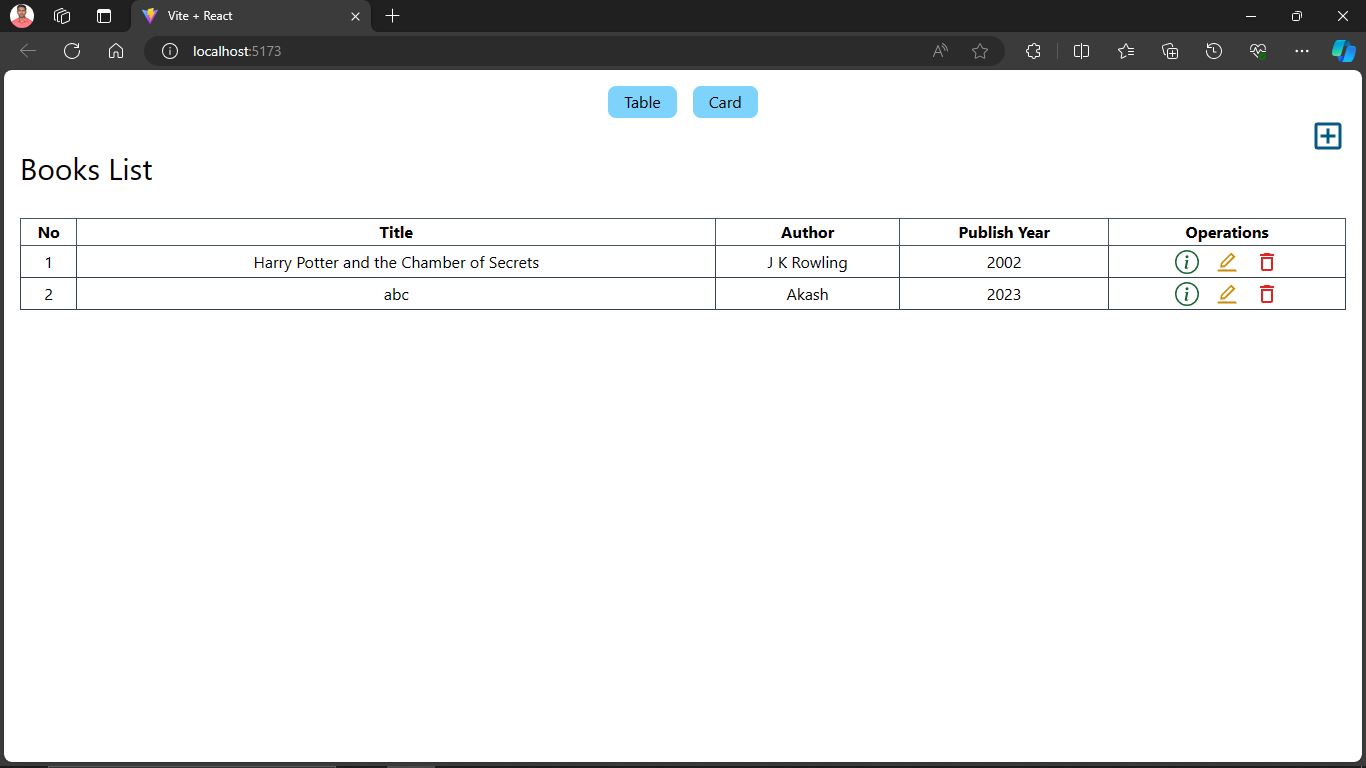 Vite + React
localhost:5173
Table Card
Books List
No Title Author Publish Year Operations
1 Harry Potter and the Chamber of Secrets J K Rowling 2002
2 abc Akash 2023